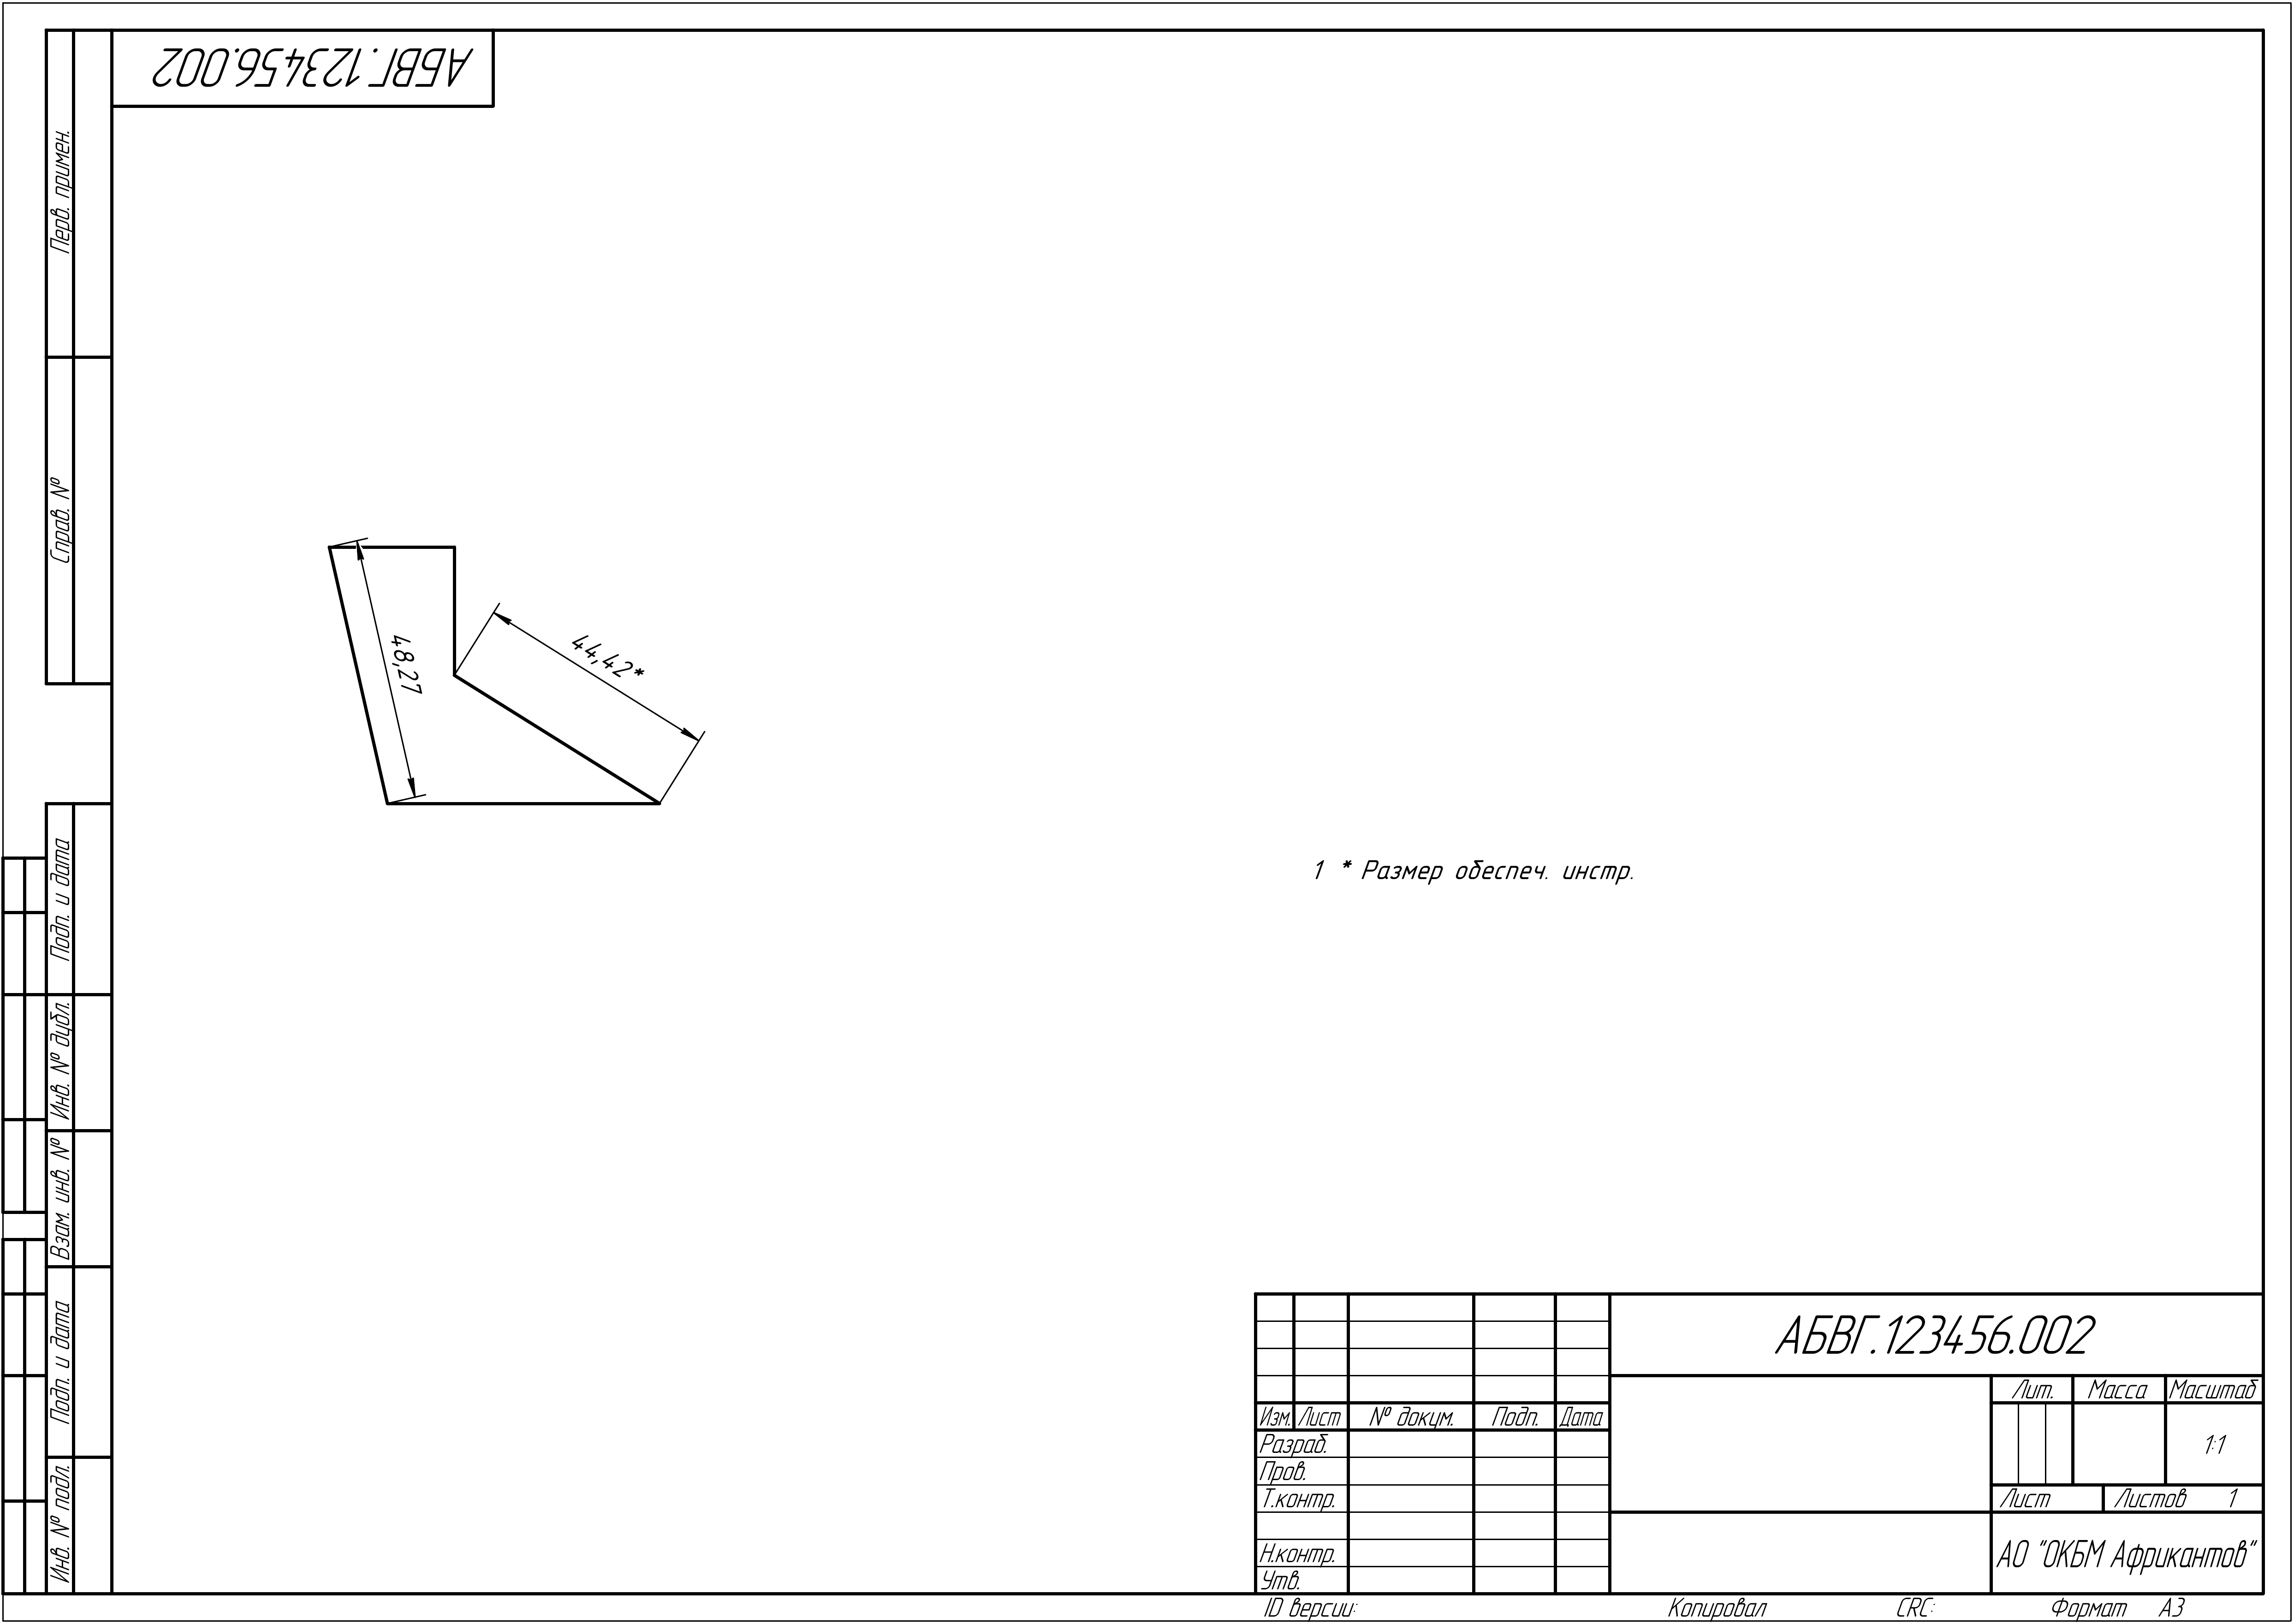 АБВГ.123456.002
Перв. примен.
Справ. №
48,27
44,42*
1 * Размер обеспеч. инстр.
Подп. и дата
Инв. № дубл.
Взам. инв. №
Подп. и дата
Инв. № подл.
АБВГ.123456.002
Лит. Масса Масштаб
Изм. Лист № докум. Подп. Дата
Разраб.
1:1
Пров.
Т.контр.
Лист Листов 1
Н.контр.
АО "ОКБМ Африкантов"
Утв.
ID версии: Копировал CRC: Формат А3